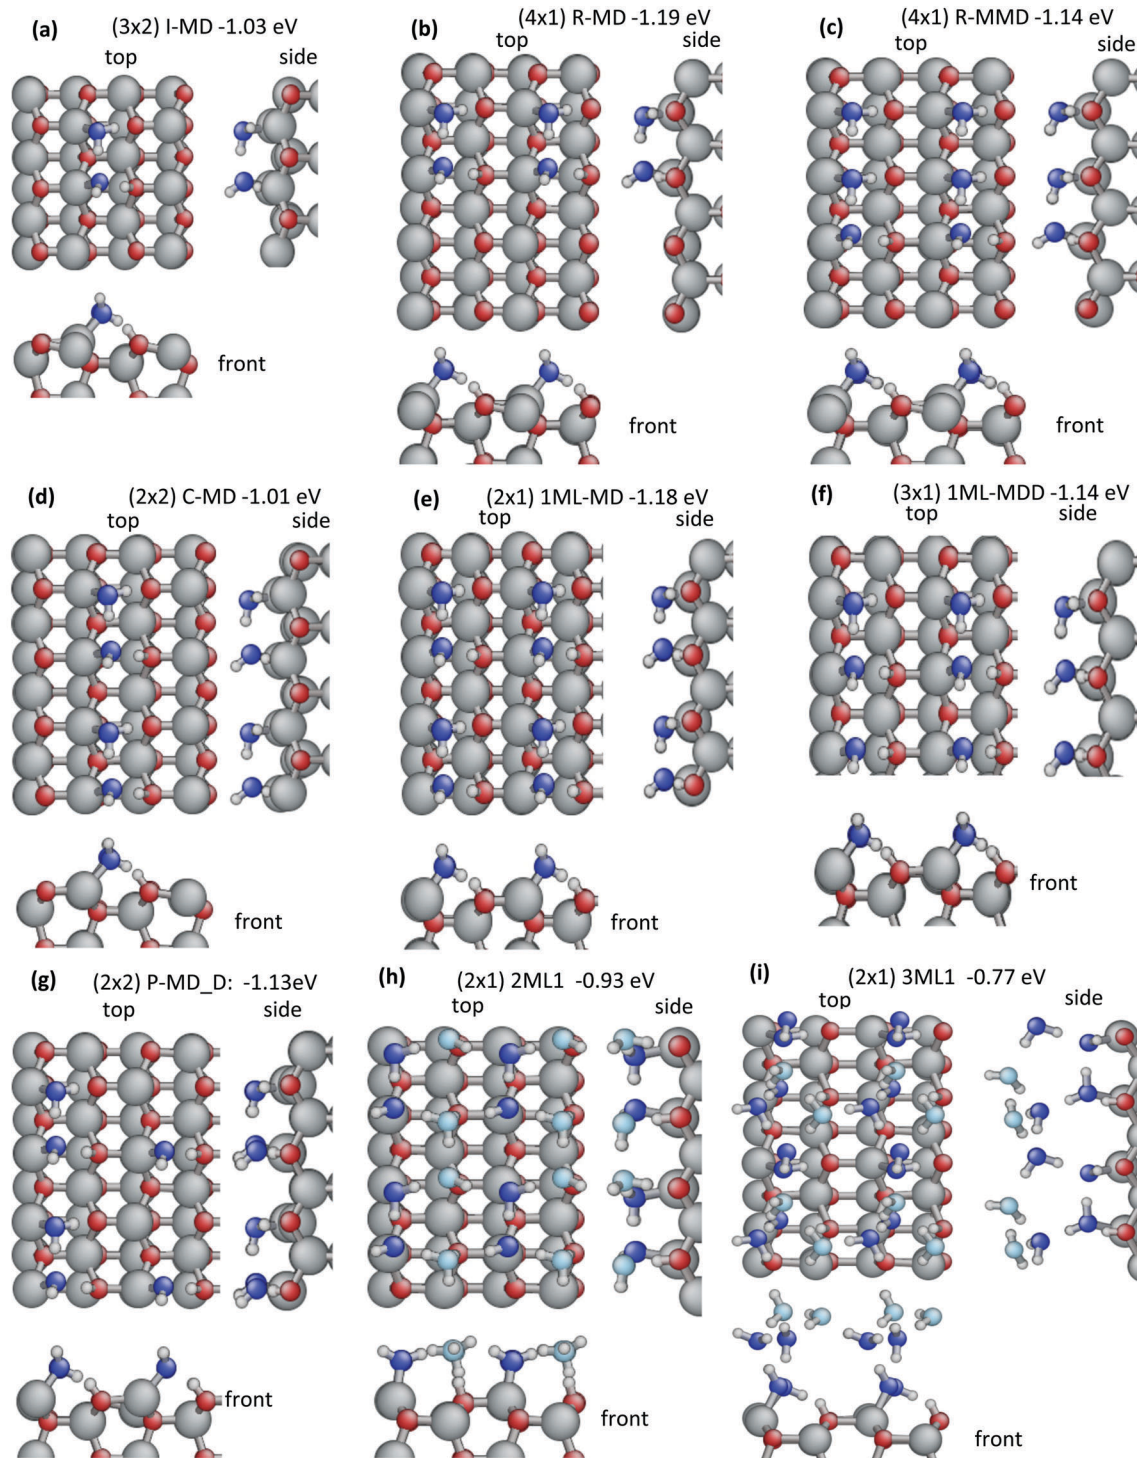 (a) (3x2) I-MD -1.03 eV
top side
front
(b) (4x1) R-MD -1.19 eV
top side
front
(c) (4x1) R-MMD -1.14 eV
top side
front
(d) (2x2) C-MD -1.01 eV
top side
front
(e) (2x1) 1ML-MD -1.18 eV
top side
front
(f) (3x1) 1ML-MDD -1.14 eV
top side
front
(g) (2x2) P-MD_D: -1.13eV
top side
front
(h) (2x1) 2ML1 -0.93 eV
top side
front
(i) (2x1) 3ML1 -0.77 eV
top side
front